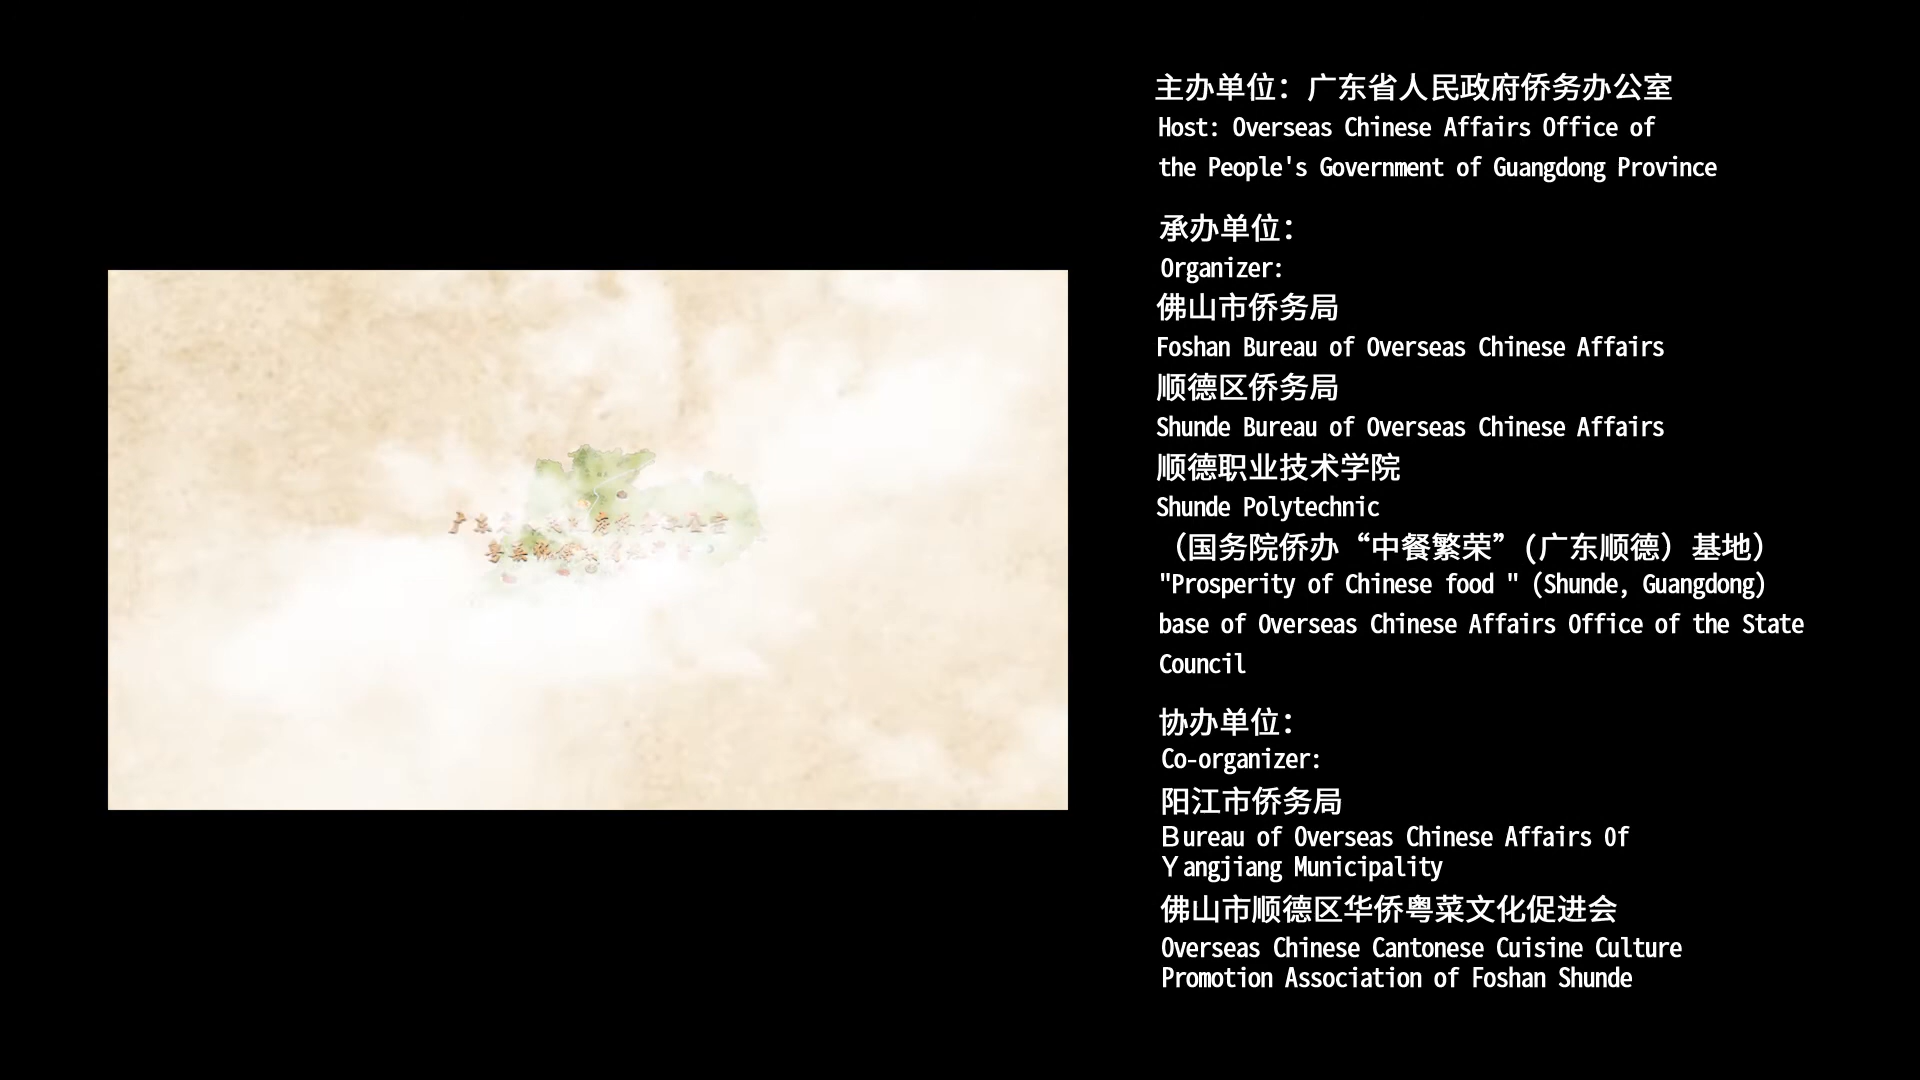 主办单位：广东省人民政府侨务办公室
Host: Overseas Chinese Affairs Office of
the People's Government of Guangdong Province
承办单位：
Organizer:
佛山市侨务局
Foshan Bureau of Overseas Chinese Affairs
顺德区侨务局
Shunde Bureau of Overseas Chinese Affairs
顺德职业技术学院
Shunde Polytechnic
（国务院侨办“中餐繁荣”(广东顺德）基地）
"Prosperity of Chinese food " (Shunde, Guangdong)
base of Overseas Chinese Affairs Office of the State
Council
协办单位：
Co-organizer:
阳江市侨务局
Bureau of Overseas Chinese Affairs Of
Yangjiang Municipality
佛山市顺德区华侨粤菜文化促进会
Overseas Chinese Cantonese Cuisine Culture
Promotion Association of Foshan Shunde